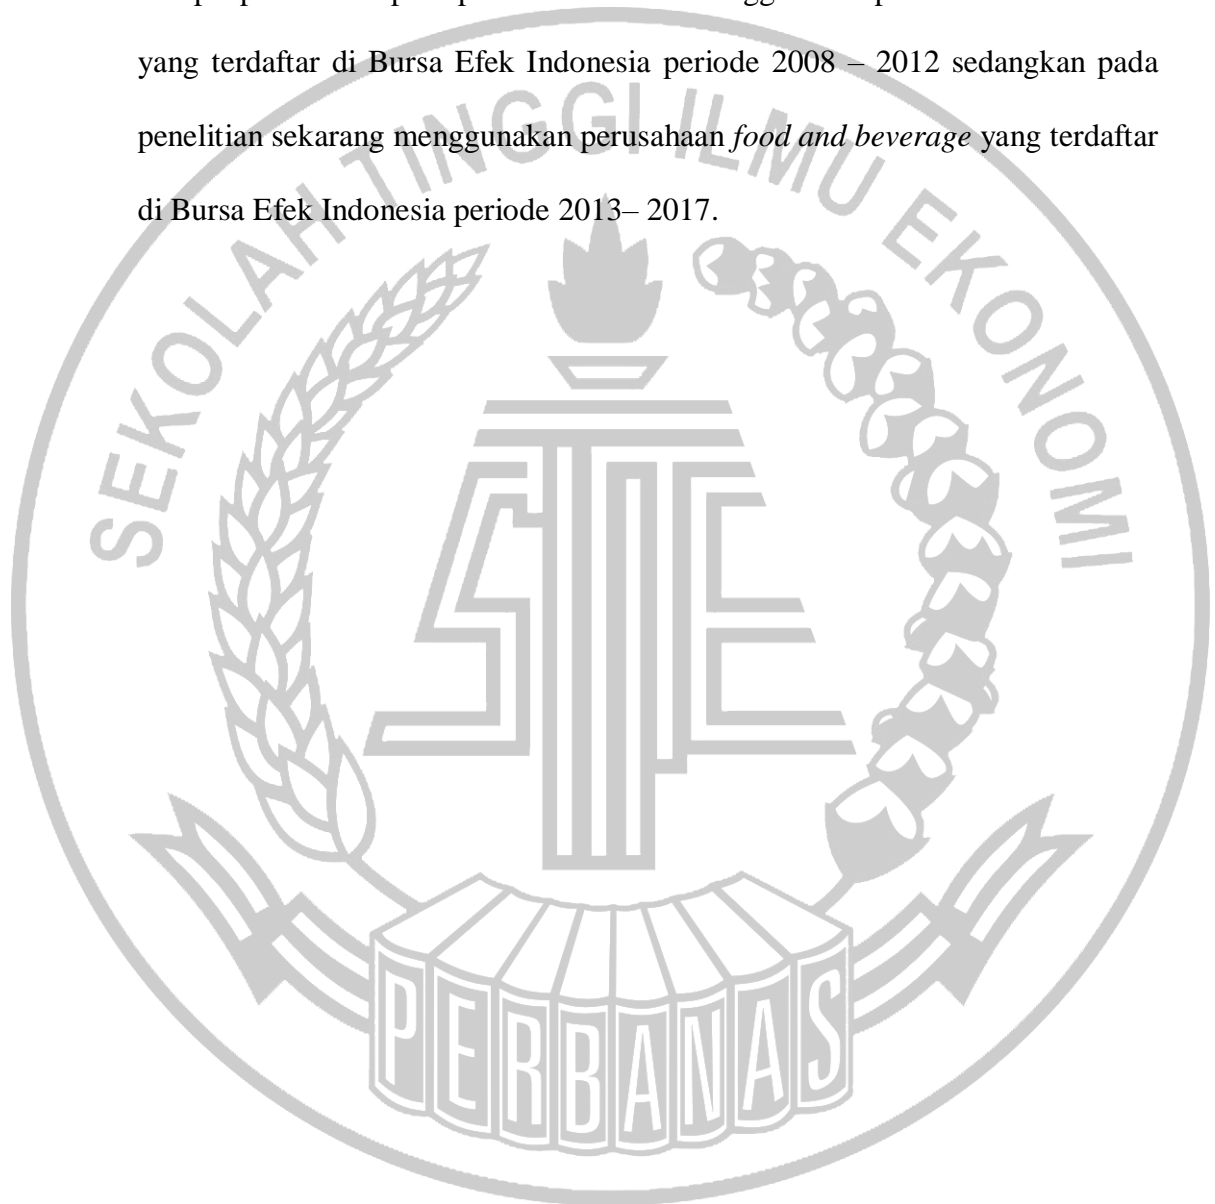 yang terdaftar di Bursa Efek Indonesia periode 2008 – 2012 sedangkan pada
penelitian sekarang menggunakan perusahaan food and beverage yang terdaftar
di Bursa Efek Indonesia periode 2013– 2017.
SEKOLAH TINGGI ILMU EKONOMI
STIE
PERBANAS